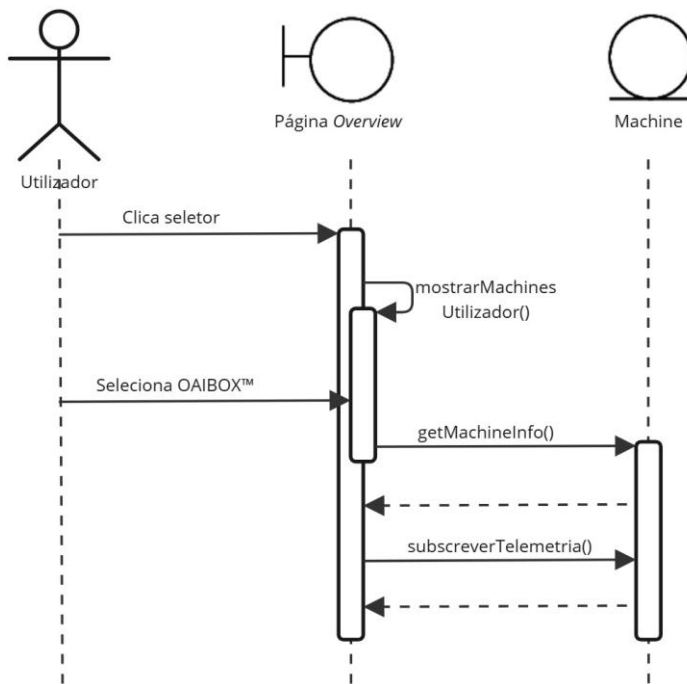 Página Overview
Machine
Utilizador
Clica seletor
mostrarMachines
Utilizador()
Seleciona OAIBOX™
getMachineInfo()
subscreverTelemetria()